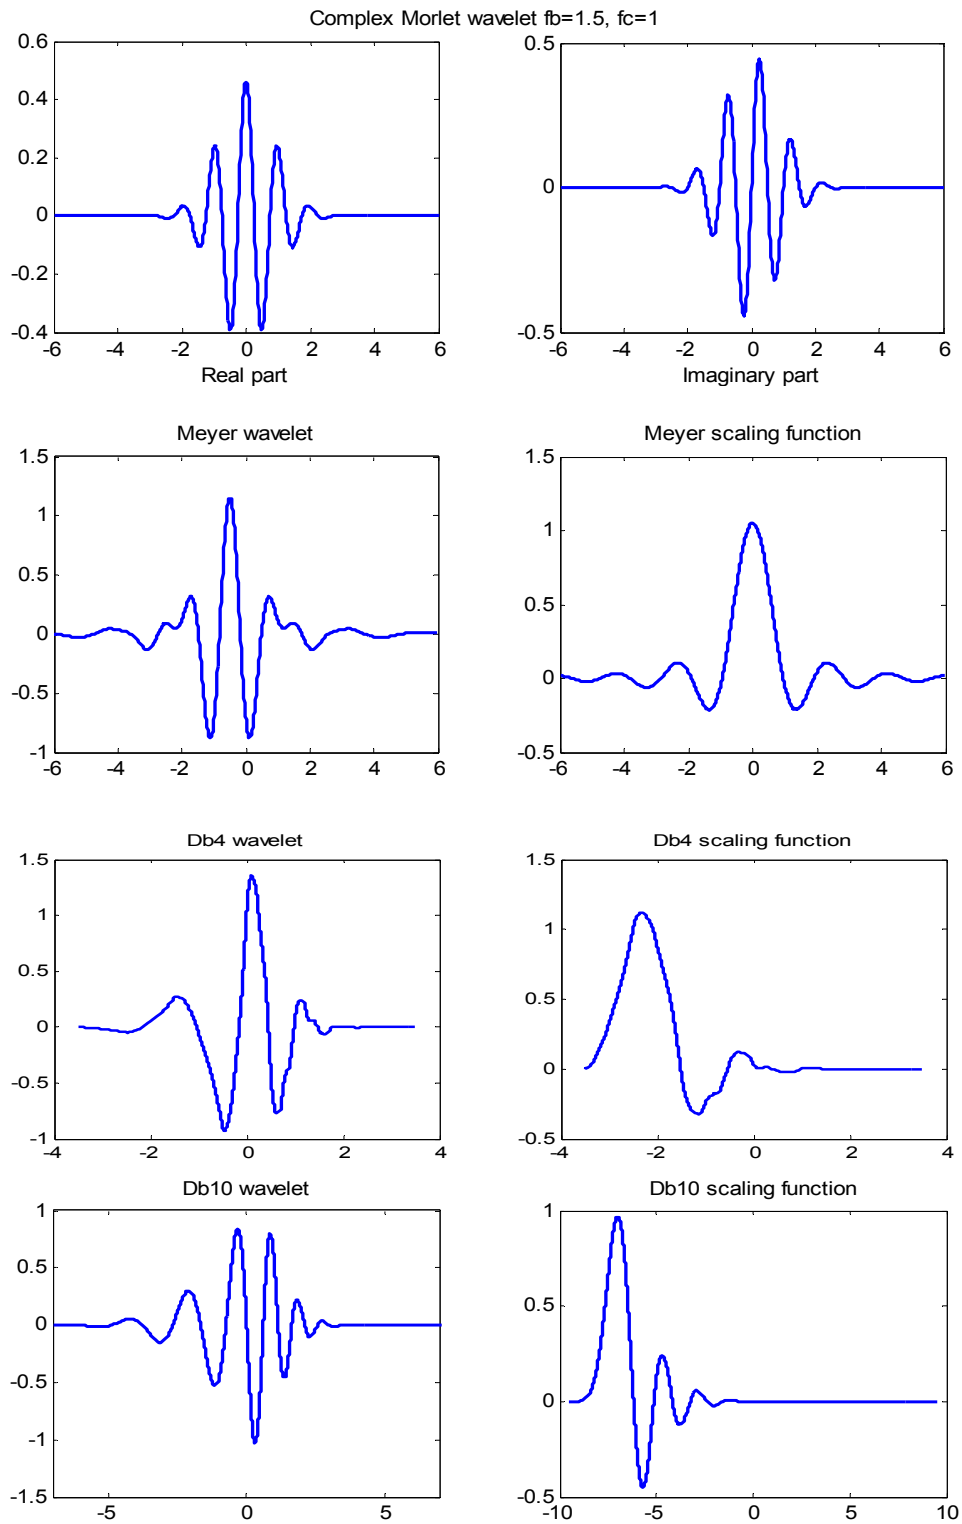 Complex Morlet wavelet fb=1.5, fc=1
0.6
0.4
0.2
0
-0.2
-0.4
-6 -4 -2 0 2 4 6
Real part
0.5
0
-0.5
-6 -4 -2 0 2 4 6
Imaginary part
Meyer wavelet
1.5
1
0.5
0
-0.5
-1
-6 -4 -2 0 2 4 6
Meyer scaling function
1.5
1
0.5
0
-0.5
-6 -4 -2 0 2 4 6
Db4 wavelet
1.5
1
0.5
0
-0.5
-1
-4 -2 0 2 4
Db4 scaling function
1.5
1
0.5
0
-0.5
-4 -2 0 2 4
Db10 wavelet
1
0.5
0
-0.5
-1
-1.5
-5 0 5
Db10 scaling function
1
0.5
0
-0.5
-10 -5 0 5 10